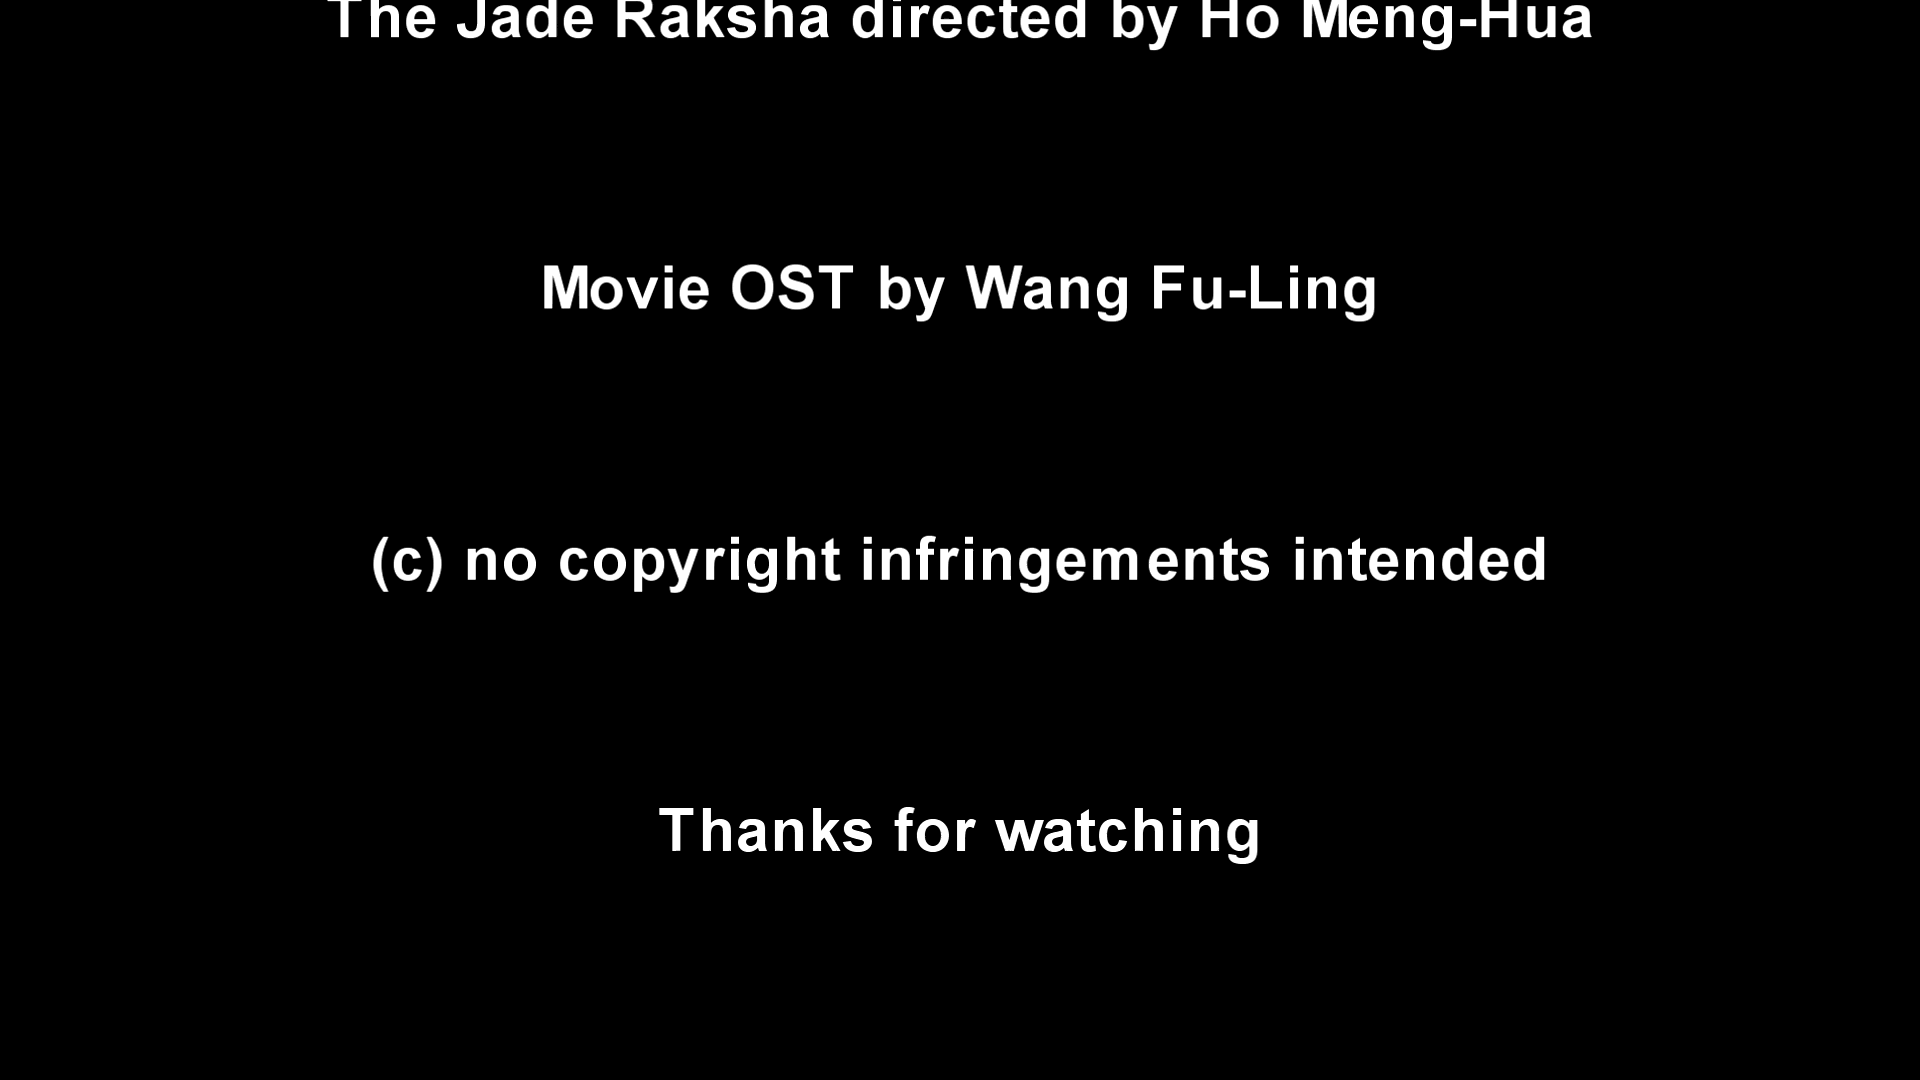 The Jade Raksha directed by Ho Meng-Hua
Movie OST by Wang Fu-Ling
(c) no copyright infringements intended
Thanks for watching